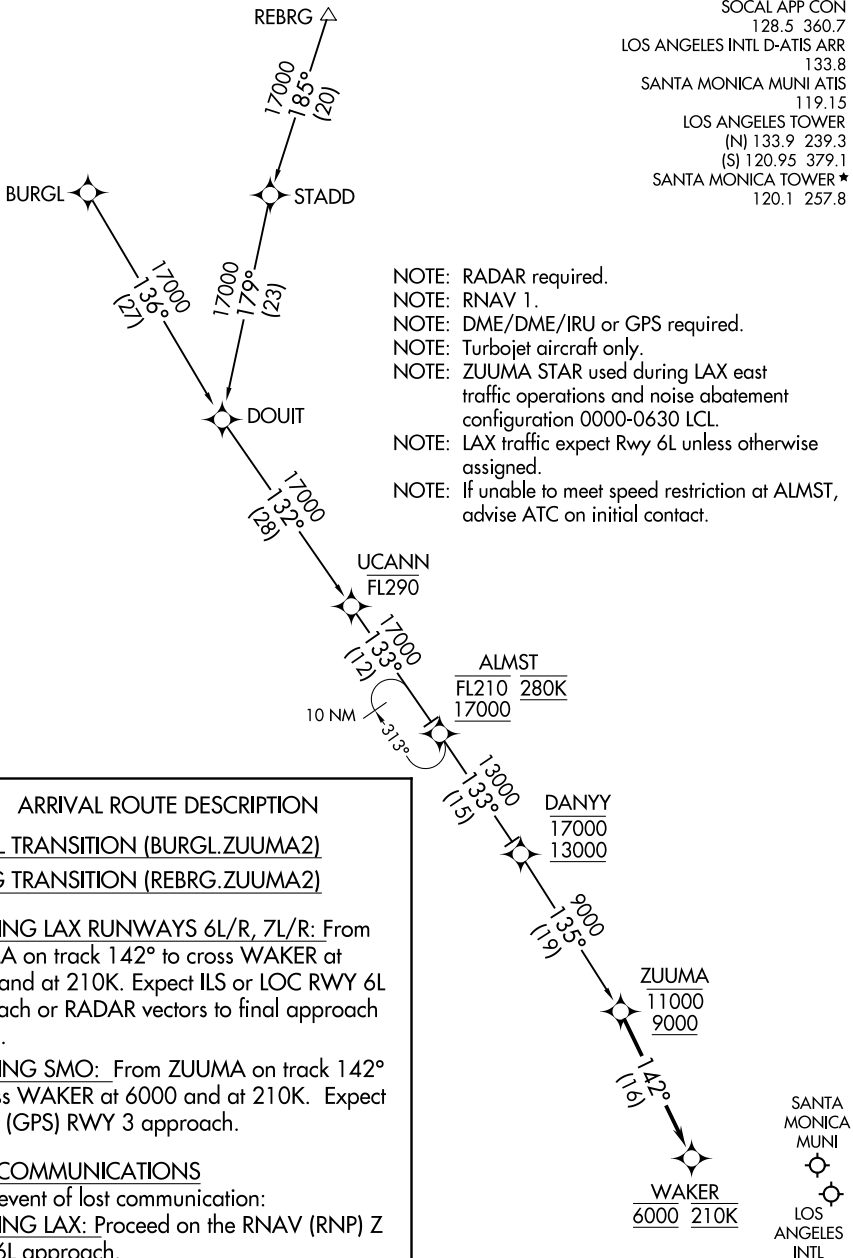 SOCAL APP CON
128.5 360.7
LOS ANGELES INTL D-ATIS ARR
133.8
SANTA MONICA MUNI ATIS
119.15
LOS ANGELES TOWER
(N) 133.9 239.3
(S) 120.95 379.1
SANTA MONICA TOWER★
120.1 257.8
REBRG
17000
185°
(20)
BURGL
STADD
17000
136°
(27)
17000
179°
(23)
NOTE: RADAR required.
NOTE: RNAV 1.
NOTE: DME/DME/IRU or GPS required.
NOTE: Turbojet aircraft only.
NOTE: ZUUMA STAR used during LAX east
traffic operations and noise abatement
configuration 0000-0630 LCL.
NOTE: LAX traffic expect Rwy 6L unless otherwise
assigned.
NOTE: If unable to meet speed restriction at ALMST,
advise ATC on initial contact.
DOUIT
17000
132°
(28)
UCANN
FL290
17000
133°
(12)
ALMST
FL210 280K
17000
10 NM
313°
13000
133°
(15)
DANYY
17000
13000
9000
135°
(19)
ZUUMA
11000
9000
142°
(16)
WAKER
6000 210K
SANTA
MONICA
MUNI
LOS
ANGELES
INTL
ARRIVAL ROUTE DESCRIPTION
L TRANSITION (BURGL.ZUUMA2)
G TRANSITION (REBRG.ZUUMA2)
ING LAX RUNWAYS 6L/R, 7L/R: From
A on track 142° to cross WAKER at
and at 210K. Expect ILS or LOC RWY 6L
ach or RADAR vectors to final approach
.
ING SMO: From ZUUMA on track 142°
ss WAKER at 6000 and at 210K. Expect
(GPS) RWY 3 approach.
COMMUNICATIONS
event of lost communication:
ING LAX: Proceed on the RNAV (RNP) Z
6L approach.